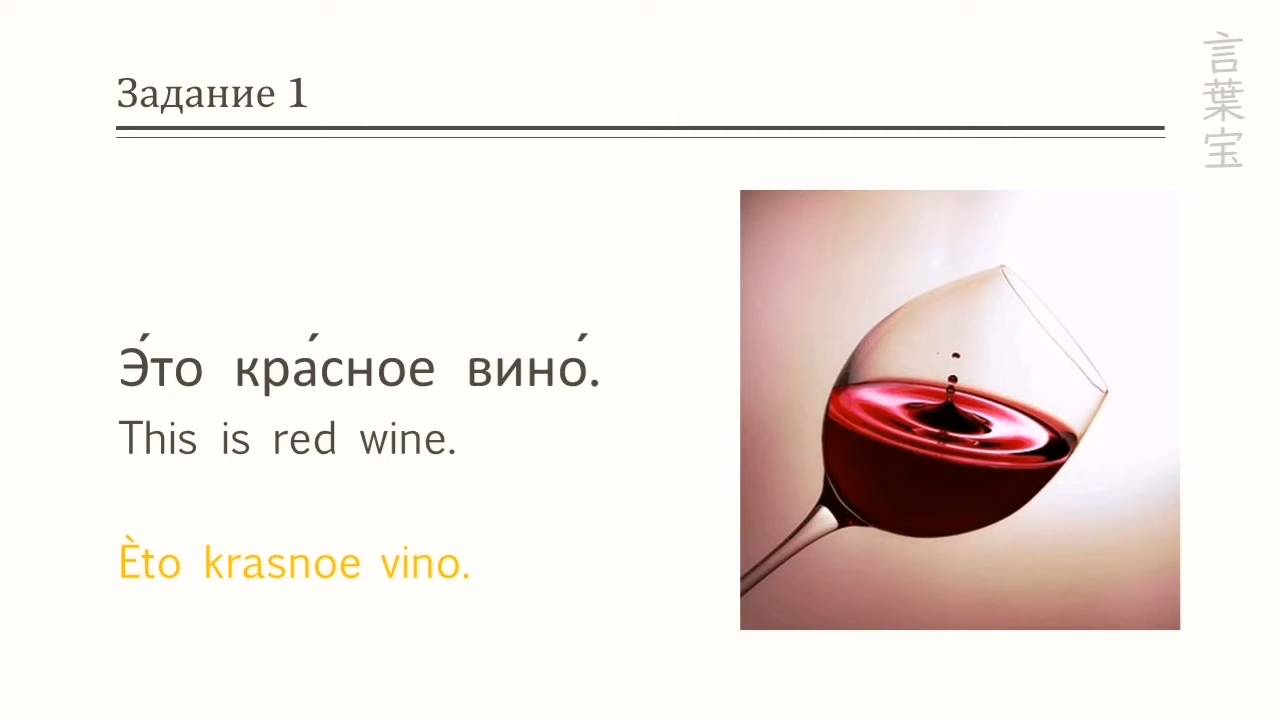 Задание 1
言葉宝
Э́то кра́сное вино́.
This is red wine.
Èto krasnoe vino.